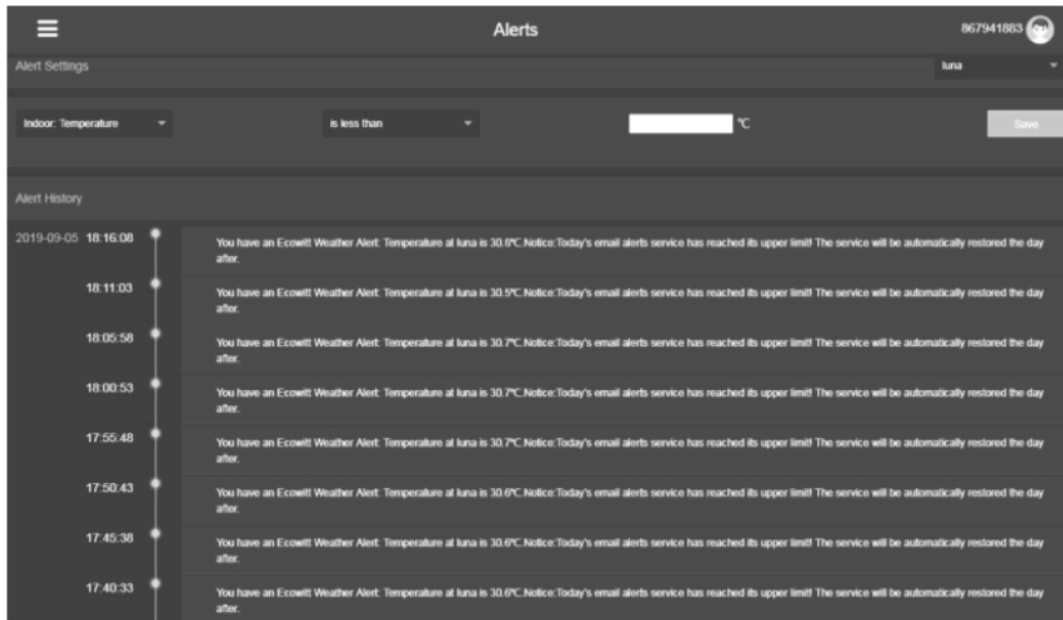 Alerts
867941883
Alert Settings
luna
Indoor: Temperature
is less than
℃
Save
Alert History
2019-09-05 18:16:08
You have an Ecowitt Weather Alert: Temperature at luna is 30.8℃.Notice:Today's email alerts service has reached its upper limit! The service will be automatically restored the day
after.
18:11:03
You have an Ecowitt Weather Alert: Temperature at luna is 30.5℃.Notice:Today's email alerts service has reached its upper limit! The service will be automatically restored the day
after.
18:05:58
You have an Ecowitt Weather Alert: Temperature at luna is 30.7℃.Notice:Today's email alerts service has reached its upper limit! The service will be automatically restored the day
after.
18:00:53
You have an Ecowitt Weather Alert: Temperature at luna is 30.7℃.Notice:Today's email alerts service has reached its upper limit! The service will be automatically restored the day
after.
17:55:48
You have an Ecowitt Weather Alert: Temperature at luna is 30.7℃.Notice:Today's email alerts service has reached its upper limit! The service will be automatically restored the day
after.
17:50:43
You have an Ecowitt Weather Alert: Temperature at luna is 30.6℃.Notice:Today's email alerts service has reached its upper limit! The service will be automatically restored the day
after.
17:45:38
You have an Ecowitt Weather Alert: Temperature at luna is 30.6℃.Notice:Today's email alerts service has reached its upper limit! The service will be automatically restored the day
after.
17:40:33
You have an Ecowitt Weather Alert: Temperature at luna is 30.6℃.Notice:Today's email alerts service has reached its upper limit! The service will be automatically restored the day
after.